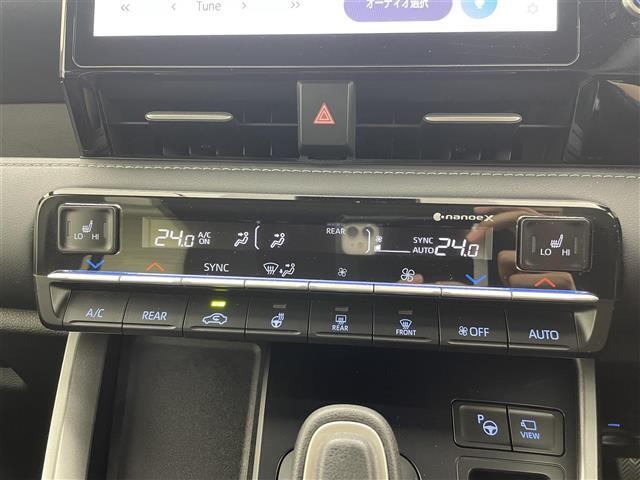 << < Tune > >>
オーディオ選択
nanoeX
LO HI
24.0 A/C ON
REAR
SYNC AUTO 24.0
LO HI
SYNC
A/C REAR REAR FRONT OFF AUTO
P VIEW